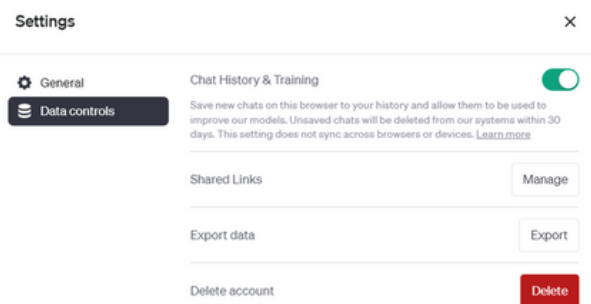 Settings
General
Data controls
Chat History & Training
Save new chats on this browser to your history and allow them to be used to
improve our models. Unsaved chats will be deleted from our systems within 30
days. This setting does not sync across browsers or devices. Learn more
Shared Links
Manage
Export data
Export
Delete account
Delete